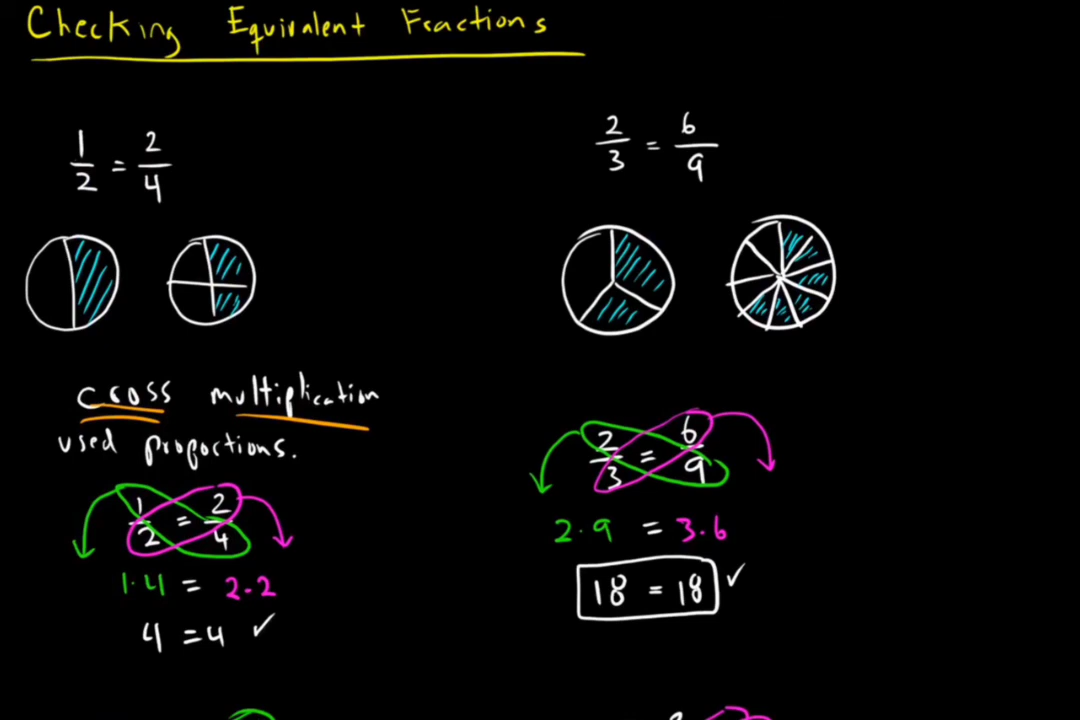 Checking Equivalent Fractions
1/2 = 2/4
2/3 = 6/9
cross multiplication
used proportions.
1/2 = 2/4
1·4 = 2·2
4 = 4 ✓
2/3 = 6/9
2·9 = 3·6
18 = 18 ✓